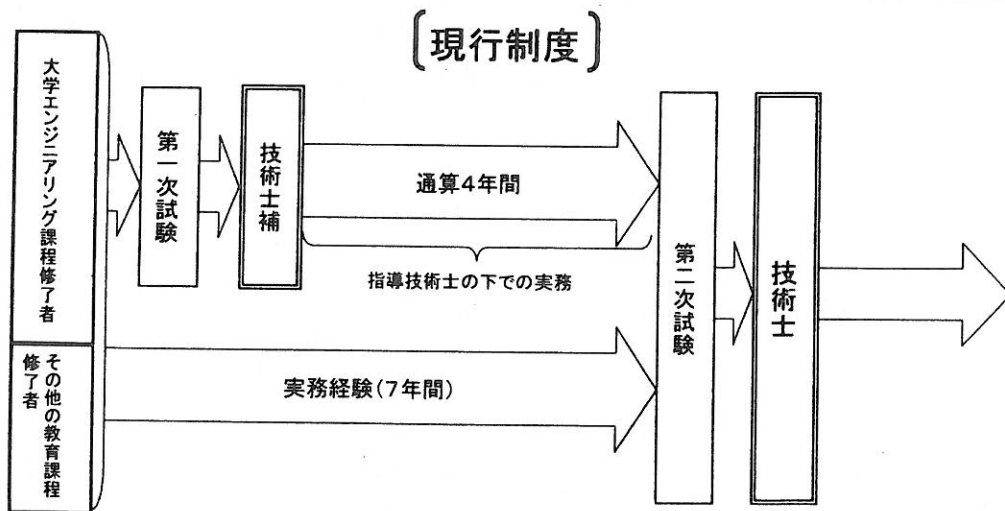 〔現行制度〕
大学エンジニアリング課程修了者
その他の教育課程
修了者
第一次試験
技術士補
通算4年間
指導技術士の下での実務
実務経験(7年間)
第二次試験
技術士